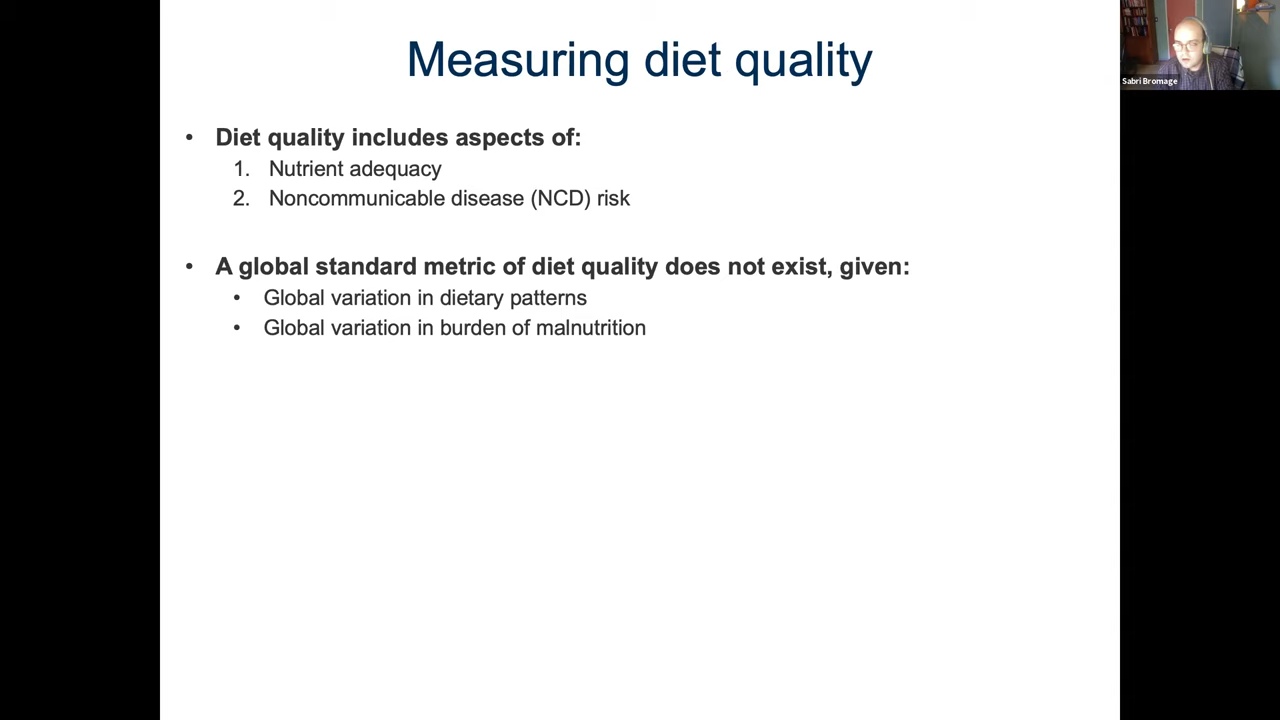 Measuring diet quality
Sabri Bromage
• Diet quality includes aspects of:
1. Nutrient adequacy
2. Noncommunicable disease (NCD) risk
• A global standard metric of diet quality does not exist, given:
• Global variation in dietary patterns
• Global variation in burden of malnutrition